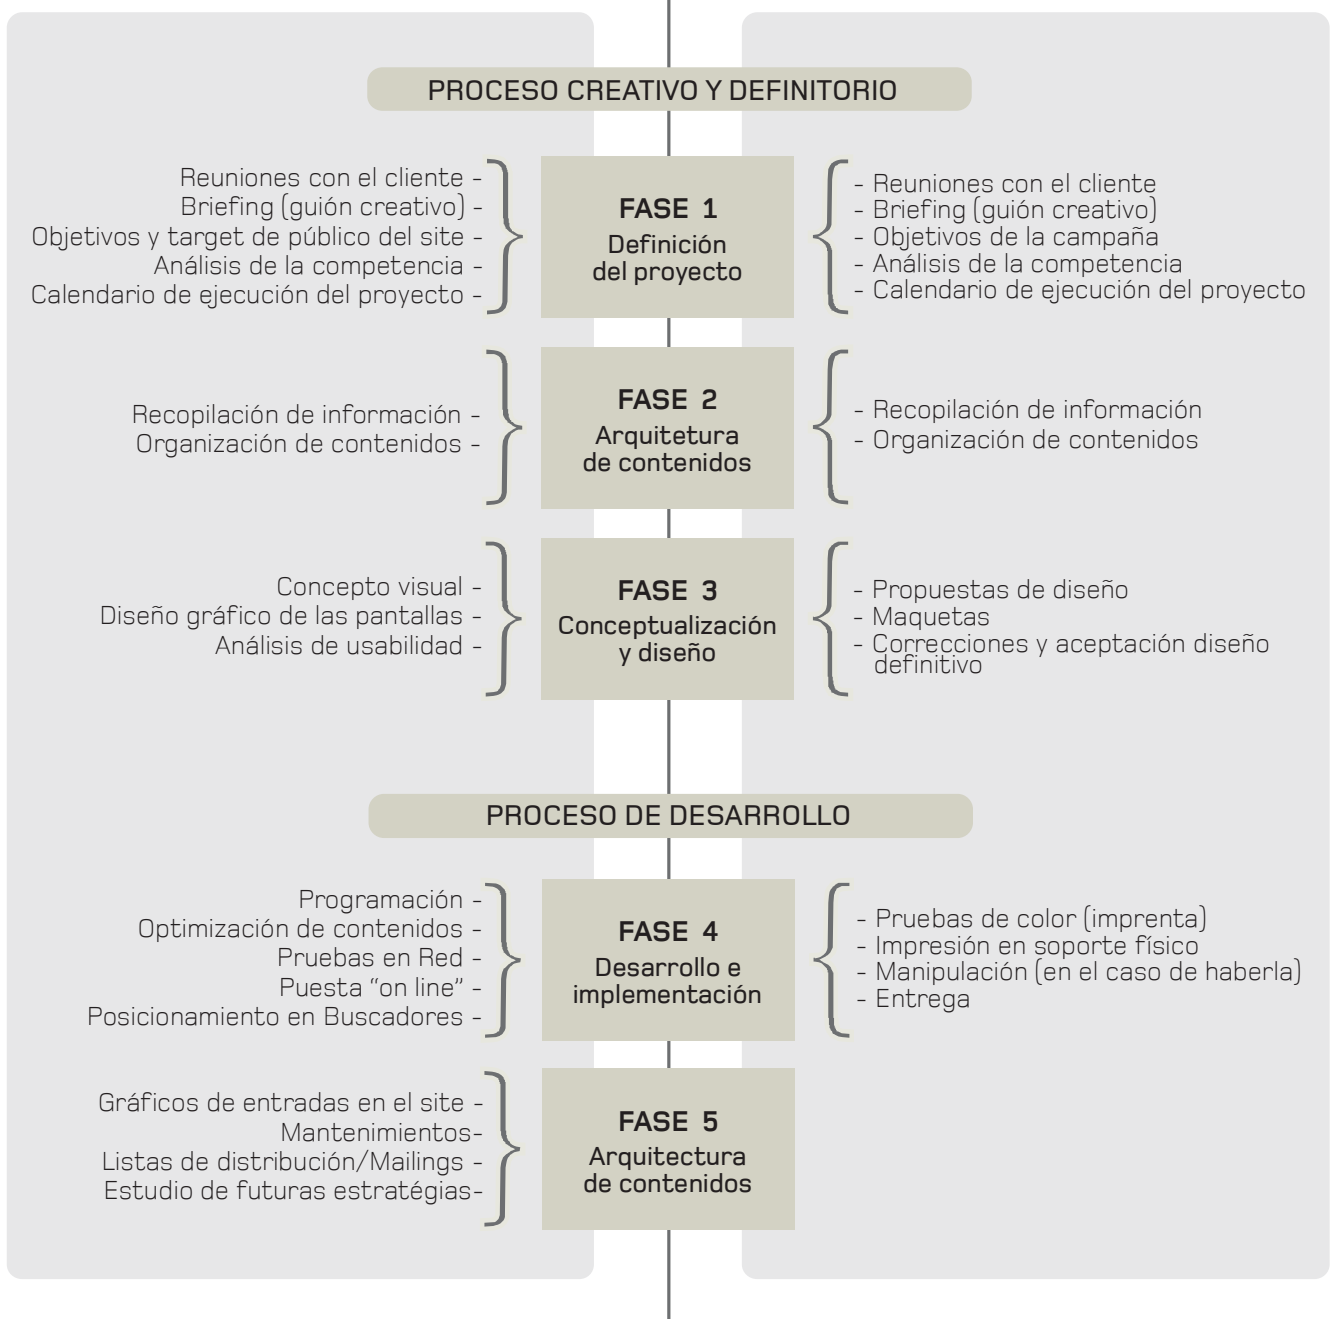 PROCESO CREATIVO Y DEFINITORIO
Reuniones con el cliente -
Briefing (guión creativo) -
Objetivos y target de público del site -
Análisis de la competencia -
Calendario de ejecución del proyecto -
FASE 1
Definición
del proyecto
- Reuniones con el cliente
- Briefing (guión creativo)
- Objetivos de la campaña
- Análisis de la competencia
- Calendario de ejecución del proyecto
Recopilación de información -
Organización de contenidos -
FASE 2
Arquitetura
de contenidos
- Recopilación de información
- Organización de contenidos
Concepto visual -
Diseño gráfico de las pantallas -
Análisis de usabilidad -
FASE 3
Conceptualización
y diseño
- Propuestas de diseño
- Maquetas
- Correcciones y aceptación diseño
definitivo
PROCESO DE DESARROLLO
Programación -
Optimización de contenidos -
Pruebas en Red -
Puesta “on line” -
Posicionamiento en Buscadores -
FASE 4
Desarrollo e
implementación
- Pruebas de color (imprenta)
- Impresión en soporte físico
- Manipulación (en el caso de haberla)
- Entrega
Gráficos de entradas en el site -
Mantenimientos-
Listas de distribución/Mailings -
Estudio de futuras estratégias-
FASE 5
Arquitectura
de contenidos